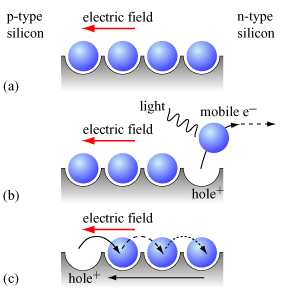 p-type
silicon
electric field
n-type
silicon
(a)
light
mobile e⁻
electric field
(b)
hole⁺
electric field
(c)
hole⁺